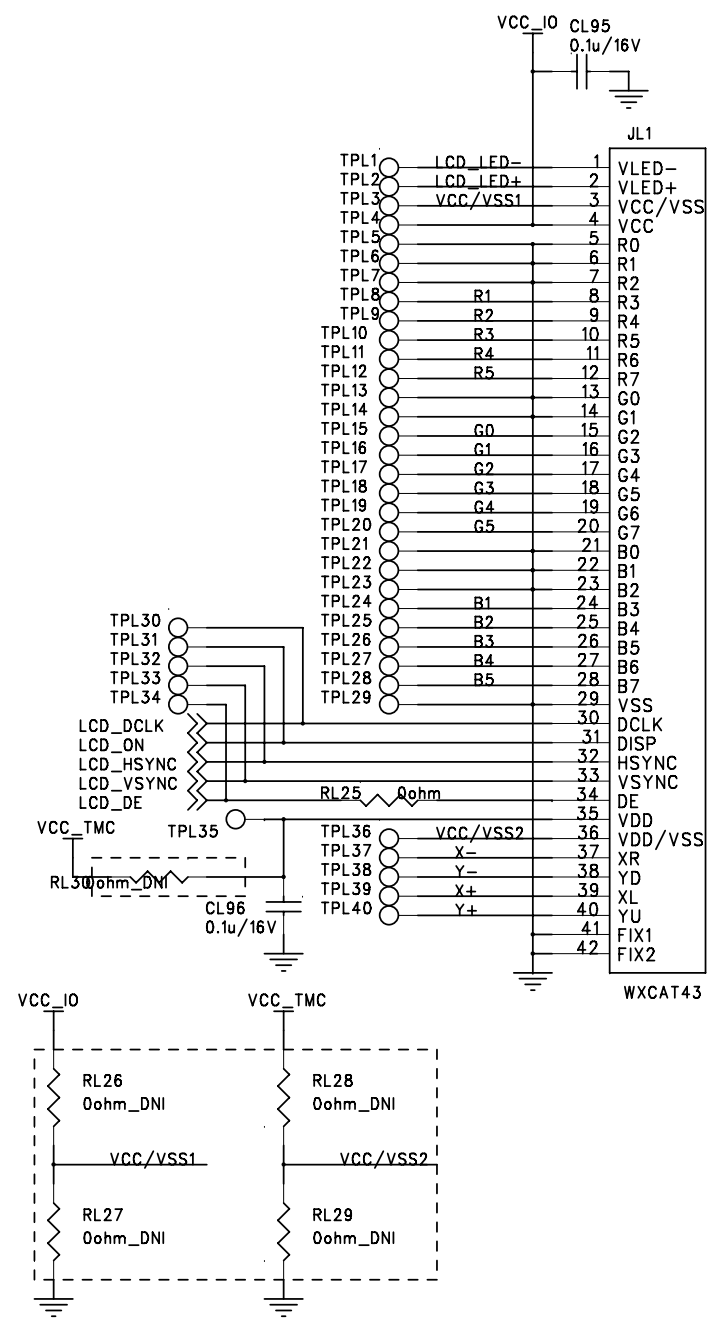 VCC_IO
CL95
0.1u/16V
JL1
TPL1 LCD_LED- 1 VLED-
TPL2 LCD_LED+ 2 VLED+
TPL3 VCC/VSS1 3 VCC/VSS
TPL4 4 VCC
TPL5 5 R0
TPL6 6 R1
TPL7 7 R2
TPL8 R1 8 R3
TPL9 R2 9 R4
TPL10 R3 10 R5
TPL11 R4 11 R6
TPL12 R5 12 R7
TPL13 13 G0
TPL14 14 G1
TPL15 G0 15 G2
TPL16 G1 16 G3
TPL17 G2 17 G4
TPL18 G3 18 G5
TPL19 G4 19 G6
TPL20 G5 20 G7
TPL21 21 B0
TPL22 22 B1
TPL23 23 B2
TPL24 B1 24 B3
TPL30 TPL25 B2 25 B4
TPL31 TPL26 B3 26 B5
TPL32 TPL27 B4 27 B6
TPL33 TPL28 B5 28 B7
TPL34 TPL29 29 VSS
LCD_DCLK 30 DCLK
LCD_ON 31 DISP
LCD_HSYNC 32 HSYNC
LCD_VSYNC 33 VSYNC
LCD_DE RL25 0ohm 34 DE
TPL35 35 VDD
VCC_TMC TPL36 VCC/VSS2 36 VDD/VSS
TPL37 X- 37 XR
TPL38 Y- 38 YD
RL30 0ohm_DNI TPL39 X+ 39 XL
CL96 TPL40 Y+ 40 YU
0.1u/16V 41 FIX1
42 FIX2
WXCAT43
VCC_IO VCC_TMC
RL26 RL28
0ohm_DNI 0ohm_DNI
VCC/VSS1 VCC/VSS2
RL27 RL29
0ohm_DNI 0ohm_DNI